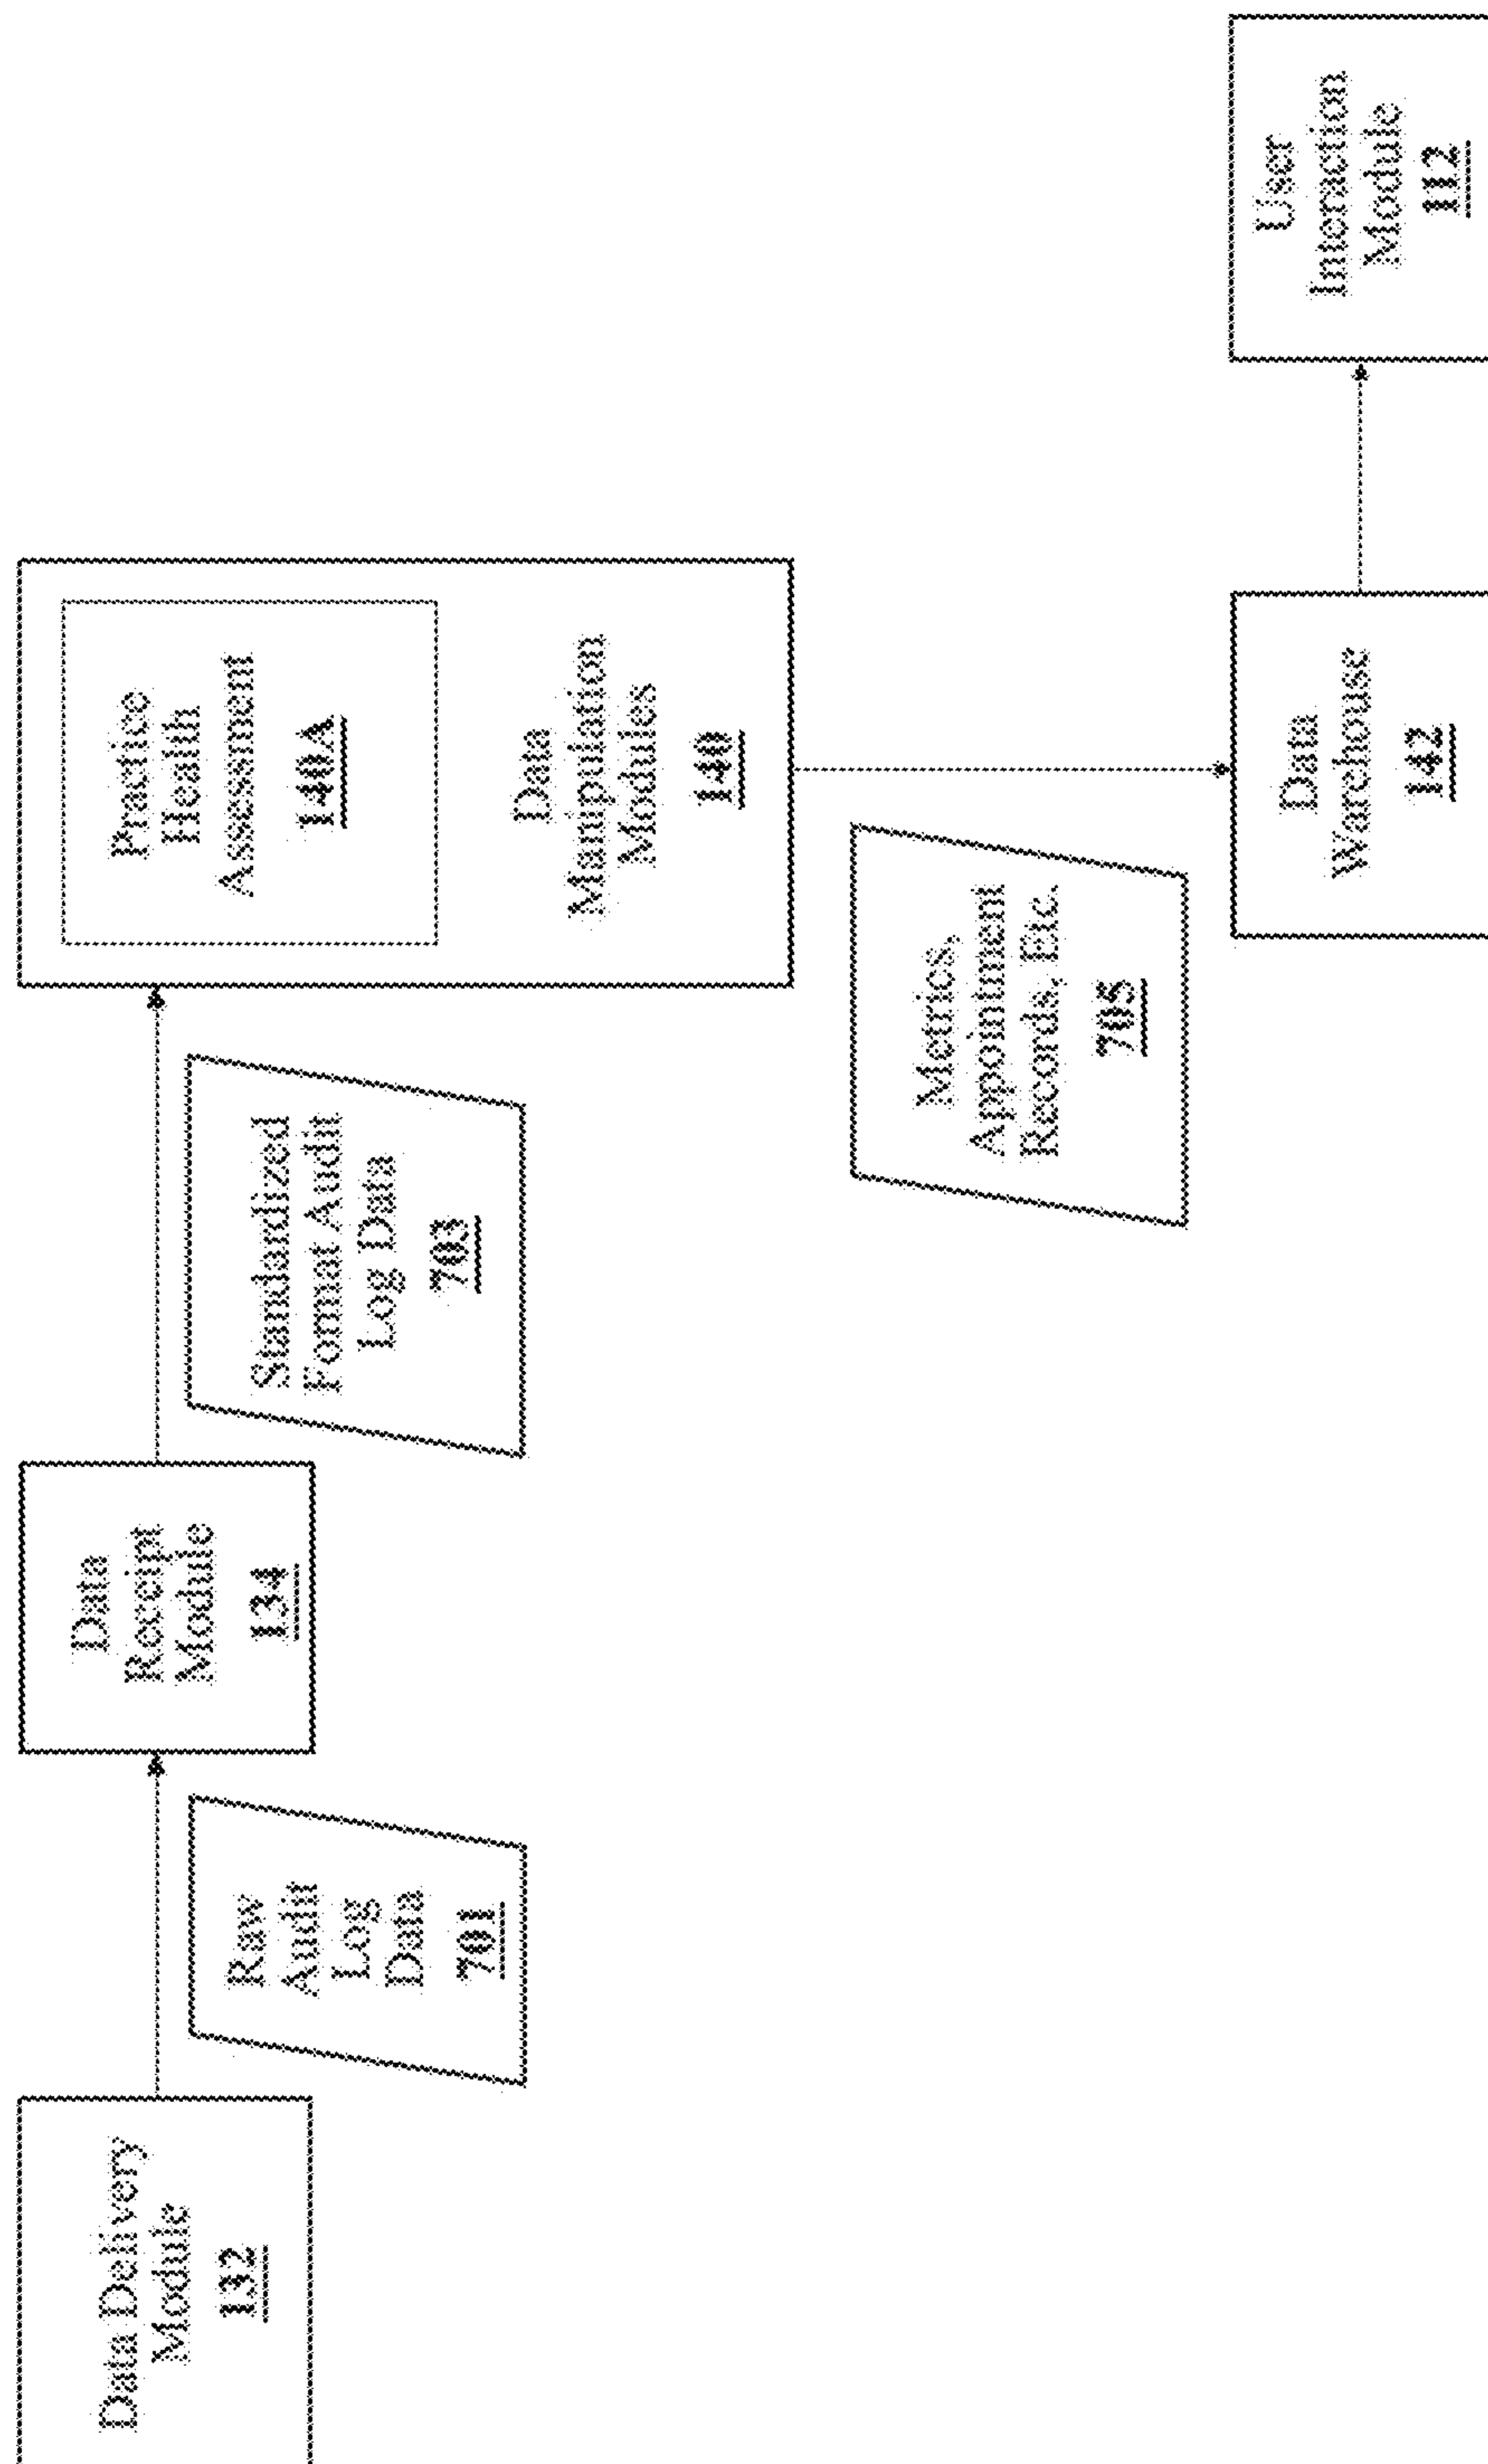 Data Delivery
Module
132
Raw
Audit
Log
Data
701
Data
Receipt
Module
134
Standardized
Format Audit
Log Data
703
Practice
Health
Assessment
140A
Data
Manipulation
Modules
140
Metrics,
Appointment
Records, Etc.
705
Data
Warehouse
142
User
Interaction
Module
112